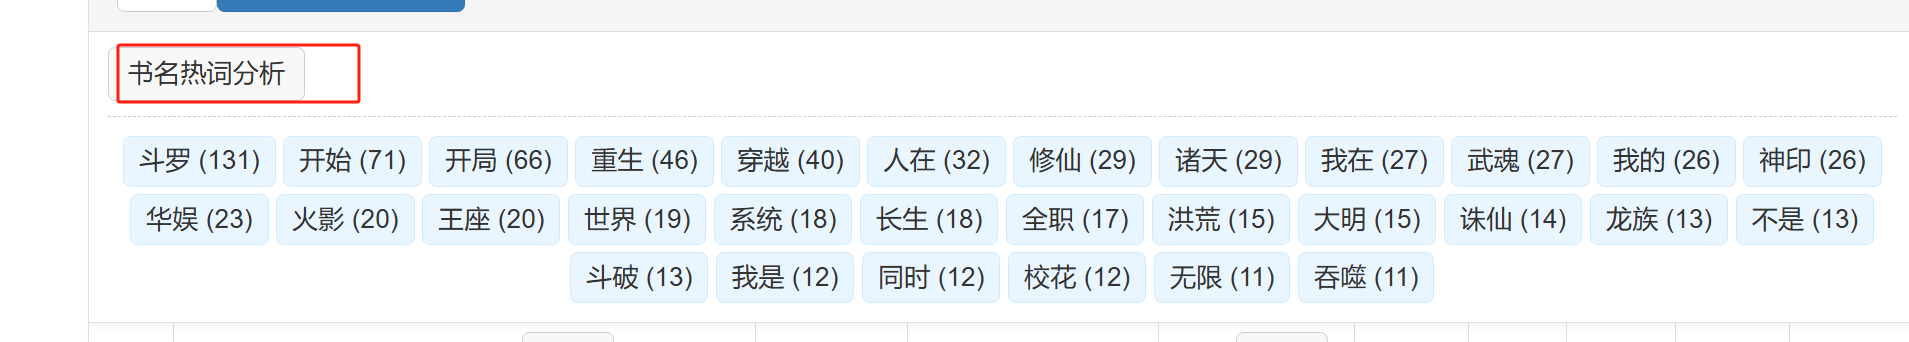 书名热词分析
斗罗 (131) 开始 (71) 开局 (66) 重生 (46) 穿越 (40) 人在 (32) 修仙 (29) 诸天 (29) 我在 (27) 武魂 (27) 我的 (26) 神印 (26)
华娱 (23) 火影 (20) 王座 (20) 世界 (19) 系统 (18) 长生 (18) 全职 (17) 洪荒 (15) 大明 (15) 诛仙 (14) 龙族 (13) 不是 (13)
斗破 (13) 我是 (12) 同时 (12) 校花 (12) 无限 (11) 吞噬 (11)